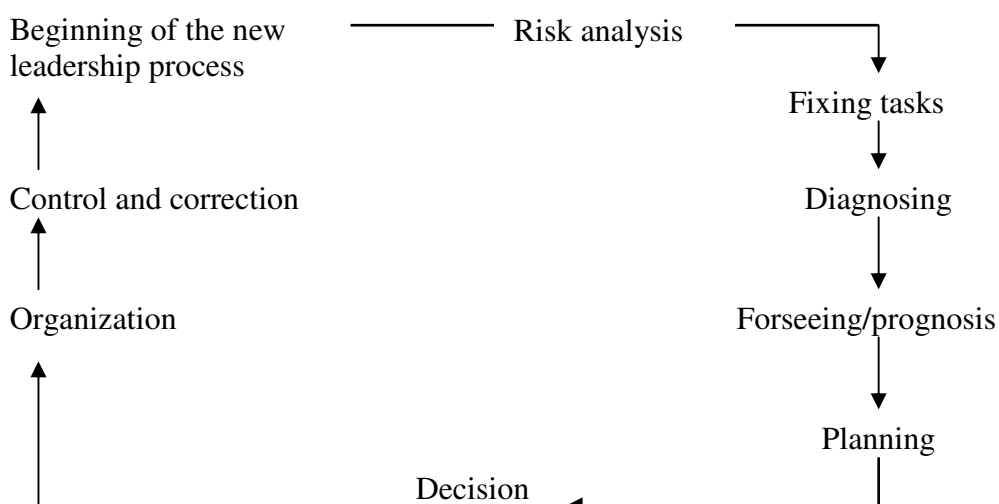 Beginning of the new
leadership process
Risk analysis
Fixing tasks
Diagnosing
Forseeing/prognosis
Planning
Decision
Organization
Control and correction